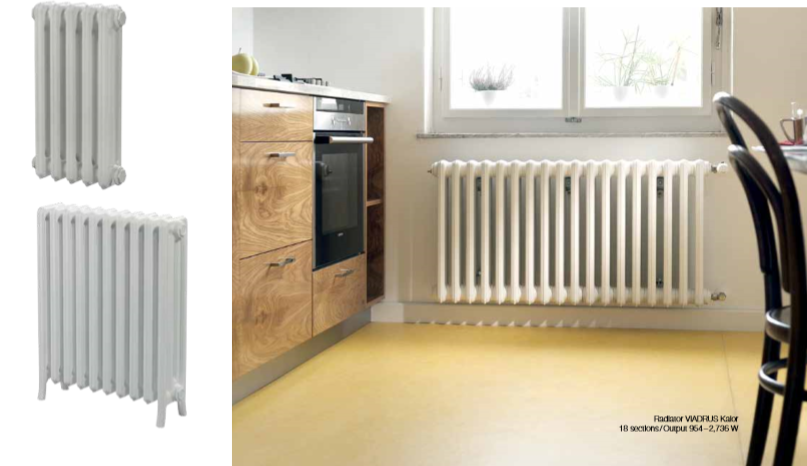 Radiator VIADRUS Kalor
18 sections/Output 954–2,736 W